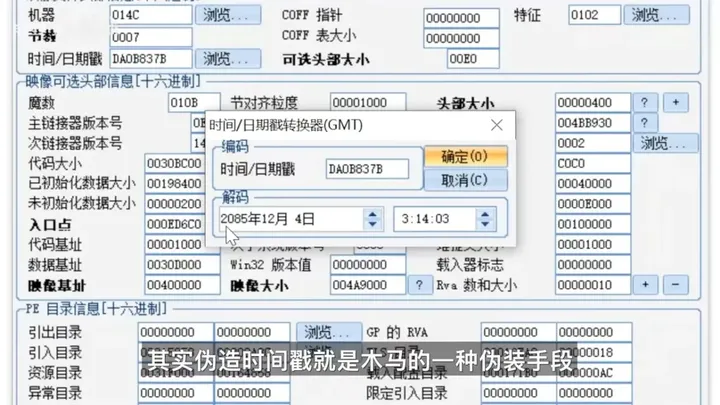 机器 014C 浏览... COFF 指针 00000000 特征 0102 浏览...
节数 0007 COFF 表大小 00000000
时间/日期戳 DA0B837B 浏览... 可选头部大小 00E0
映像可选头部信息[十六进制]
魔数 010B 节对齐粒度 00001000 头部大小 00000400 ? +
主链接器版本号 004BB930 ?
次链接器版本号 14 0002 浏览...
代码大小 0030BC00 C0C0
已初始化数据大小 00198400 00040000
未初始化数据大小 00000200 0000E000
入口点 000ED6C0 00100000
代码基址 00001000 00001000
数据基址 0030D000 Win32 版本值 00000000 载入器标志 00000000
映像基址 00400000 映像大小 004A9000 ? Rva 数和大小 00000010 + −
时间/日期戳转换器(GMT)
编码
时间/日期戳 DA0B837B 确定(O)
取消(C)
解码
2085年12月 4日 3:14:03
PE 目录信息[十六进制]
引出目录 00000000 00000000 浏览... GP 的 RVA 00000000 00000000
引入目录 00000018
资源目录 载入配置目录 000000AC
异常目录 00000000 00000000 限定引入目录 00000000 00000000
其实伪造时间戳就是木马的一种伪装手段